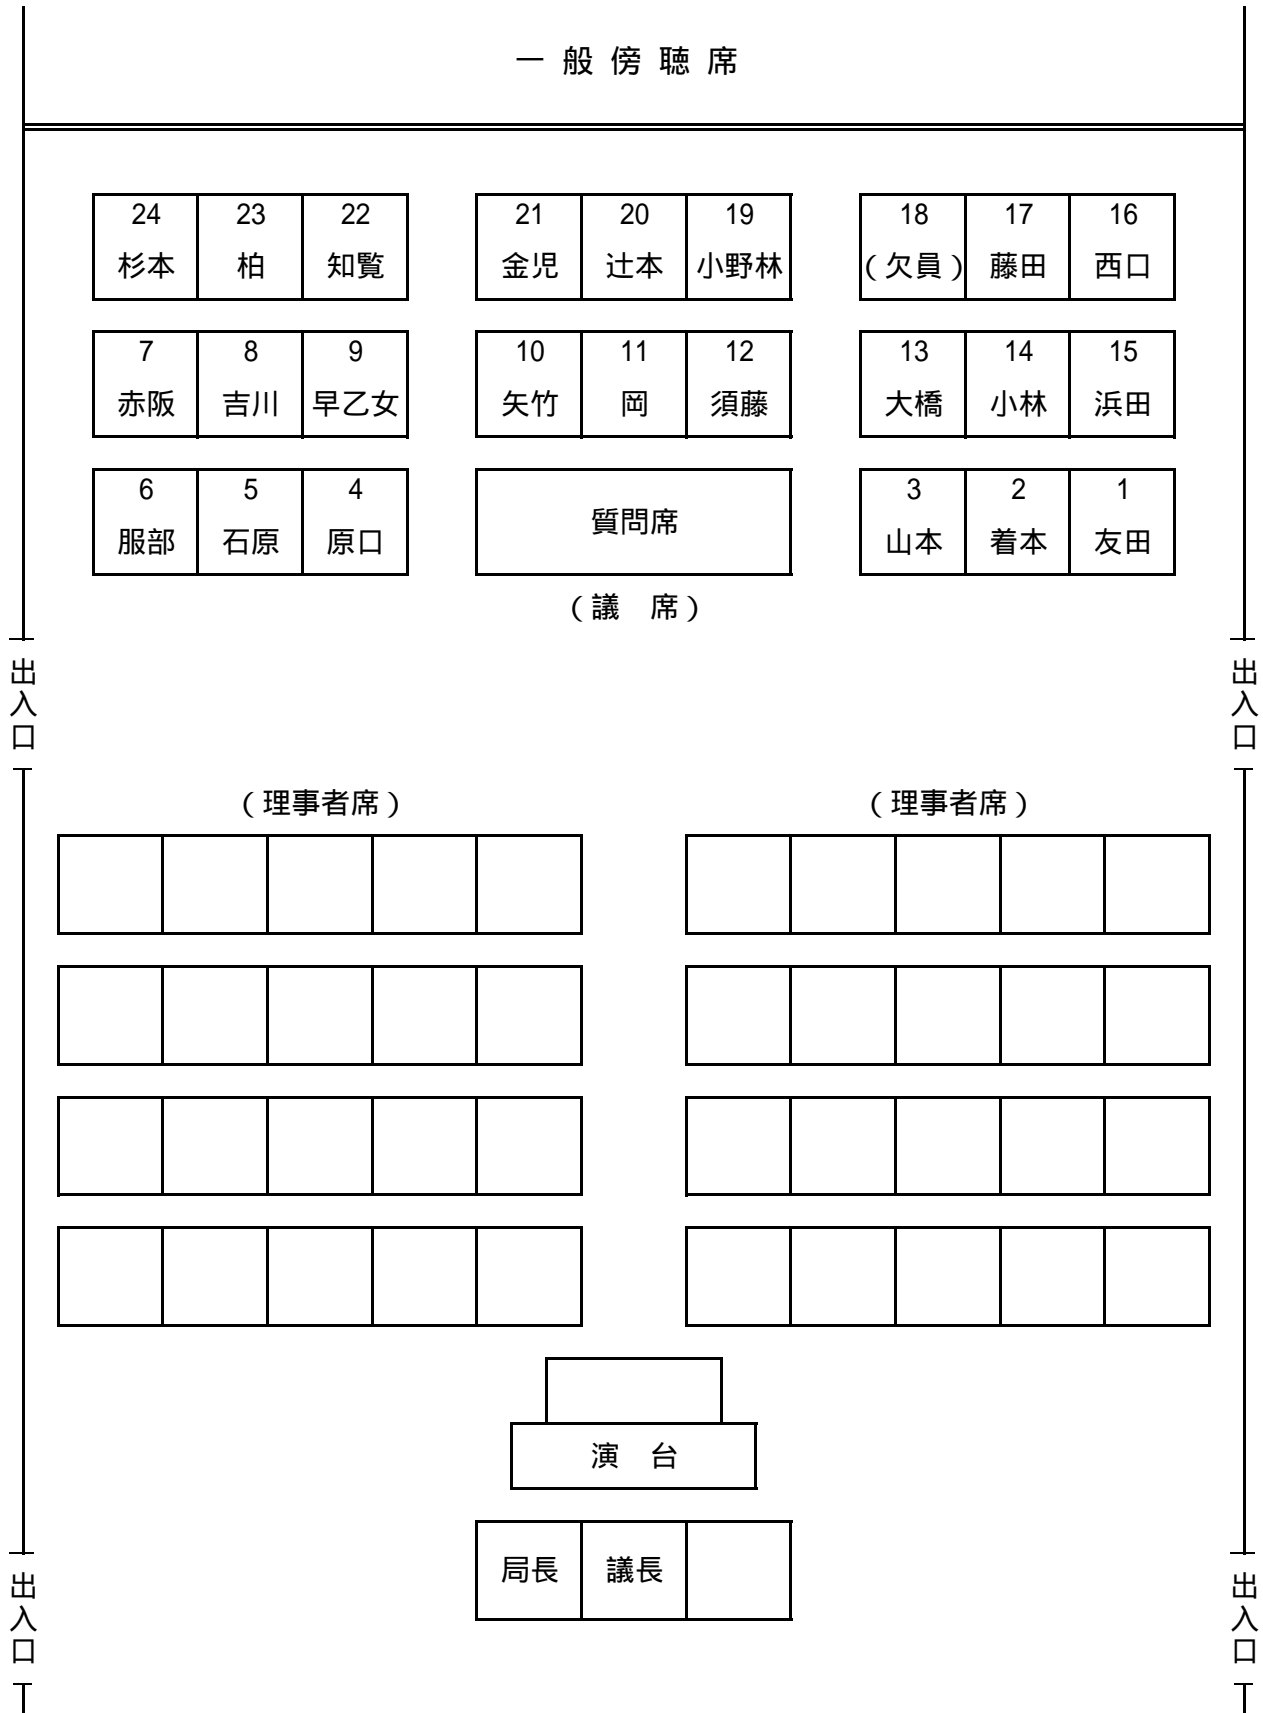 一般傍聴席
24 23 22 21 20 19 18 17 16
杉本 柏 知覧 金児 辻本 小野林 (欠員) 藤田 西口
7 8 9 10 11 12 13 14 15
赤阪 吉川 早乙女 矢竹 岡 須藤 大橋 小林 浜田
6 5 4 3 2 1
服部 石原 原口 質問席 山本 着本 友田
(議 席)
出入口 出入口
(理事者席) (理事者席)
演 台
局長 議長
出入口 出入口